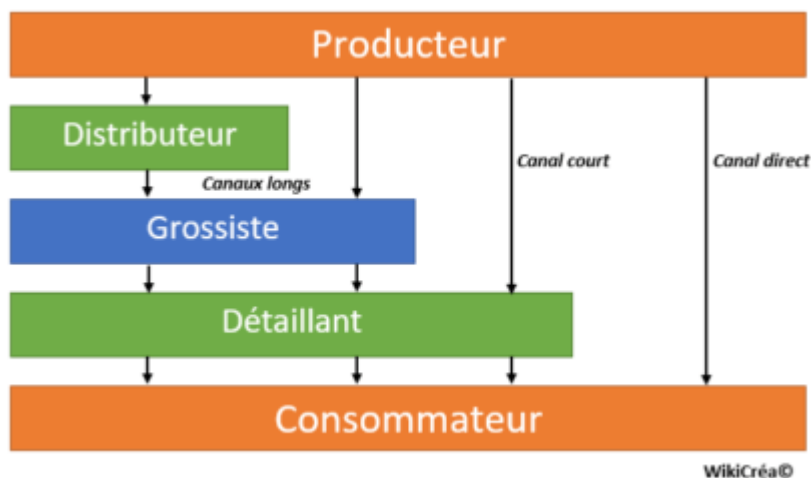 Producteur
Distributeur
Canal court
Canal direct
Canaux longs
Grossiste
Détaillant
Consommateur
WikiCréa©